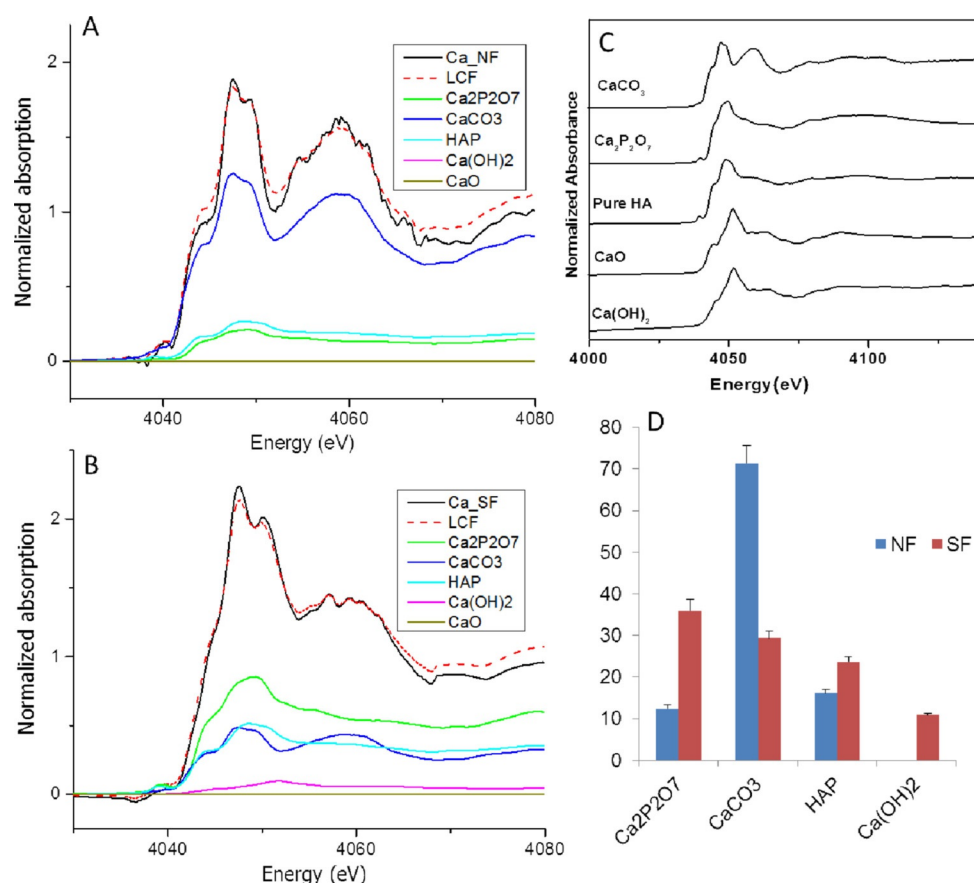 A
Ca_NF
LCF
Ca2P2O7
CaCO3
HAP
Ca(OH)2
CaO
Normalized absorption
2
1
0
4040
4060
4080
Energy (eV)
B
Ca_SF
LCF
Ca2P2O7
CaCO3
HAP
Ca(OH)2
CaO
Normalized absorption
2
1
0
4040
4060
4080
Energy (eV)
C
CaCO₃
Ca₂P₂O₇
Pure HA
CaO
Ca(OH)₂
Normalized Absorbance
4000
4050
4100
Energy (eV)
D
80
70
60
50
40
30
20
10
0
NF
SF
Ca2P2O7
CaCO3
HAP
Ca(OH)2